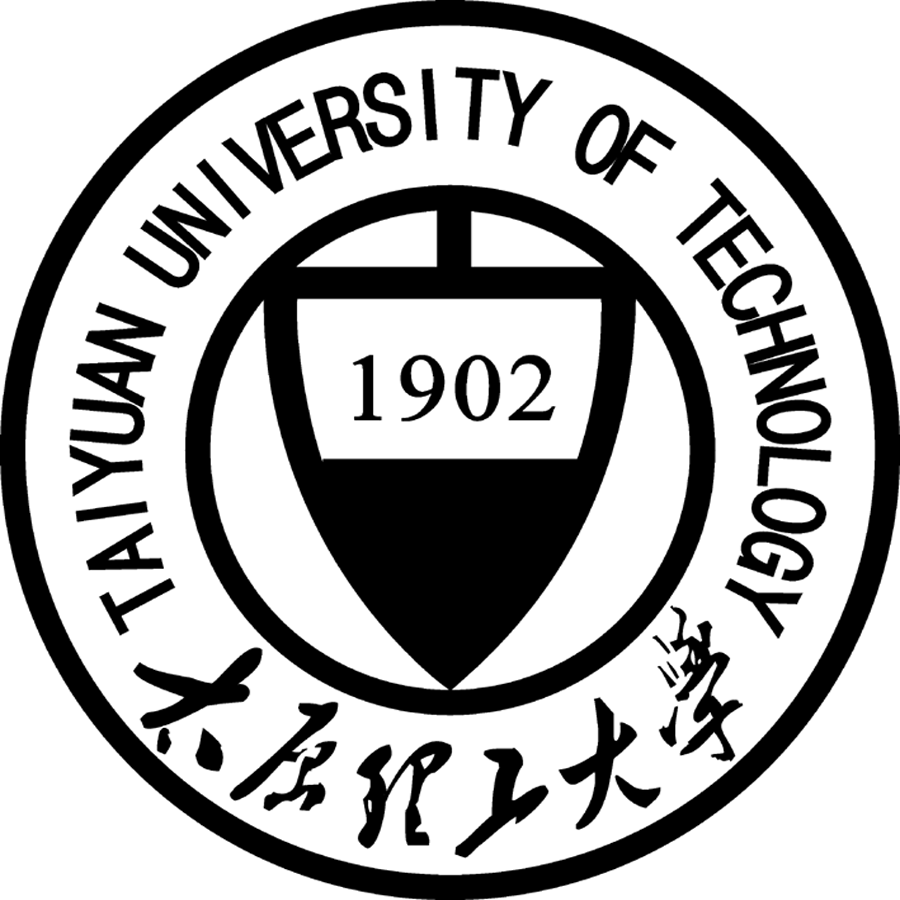 TAIYUAN UNIVERSITY OF TECHNOLOGY
1902
太原理工大学